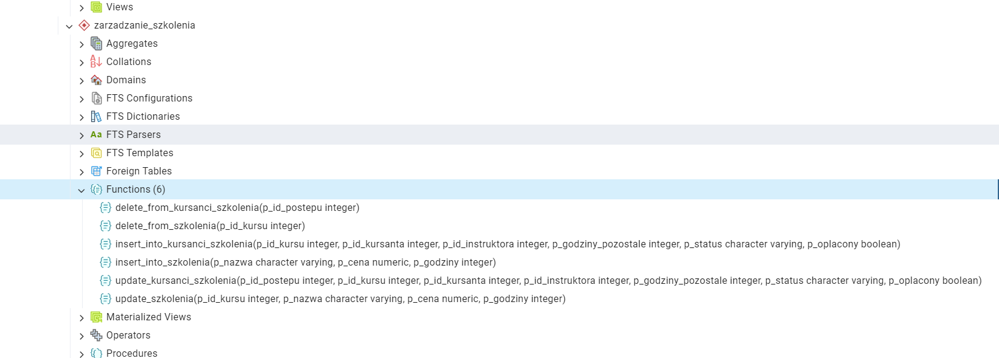 Views
zarzadzanie_szkolenia
Aggregates
Collations
Domains
FTS Configurations
FTS Dictionaries
Aa FTS Parsers
FTS Templates
Foreign Tables
Functions (6)
delete_from_kursanci_szkolenia(p_id_postepu integer)
delete_from_szkolenia(p_id_kursu integer)
insert_into_kursanci_szkolenia(p_id_kursu integer, p_id_kursanta integer, p_id_instruktora integer, p_godziny_pozostale integer, p_status character varying, p_oplacony boolean)
insert_into_szkolenia(p_nazwa character varying, p_cena numeric, p_godziny integer)
update_kursanci_szkolenia(p_id_postepu integer, p_id_kursu integer, p_id_kursanta integer, p_id_instruktora integer, p_godziny_pozostale integer, p_status character varying, p_oplacony boolean)
update_szkolenia(p_id_kursu integer, p_nazwa character varying, p_cena numeric, p_godziny integer)
Materialized Views
Operators
Procedures